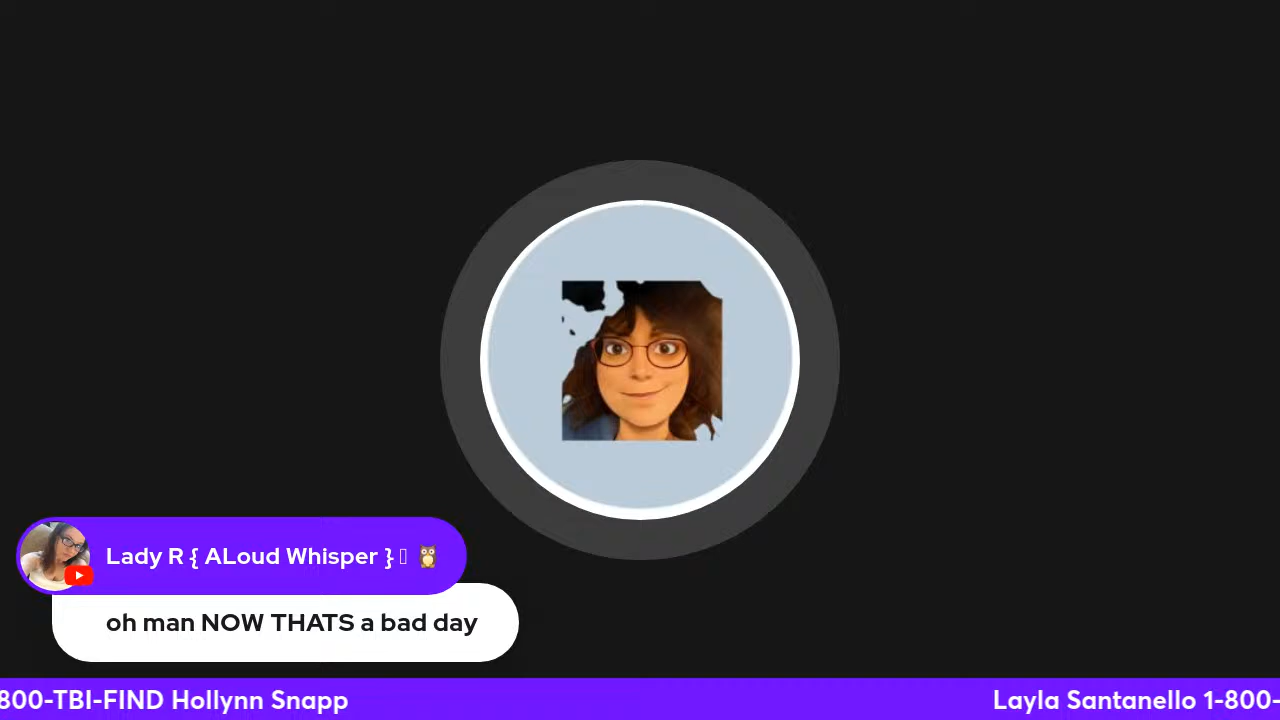 Lady R { ALoud Whisper } 🦉
oh man NOW THATS a bad day
800-TBI-FIND Hollynn Snapp
Layla Santanello 1-800-